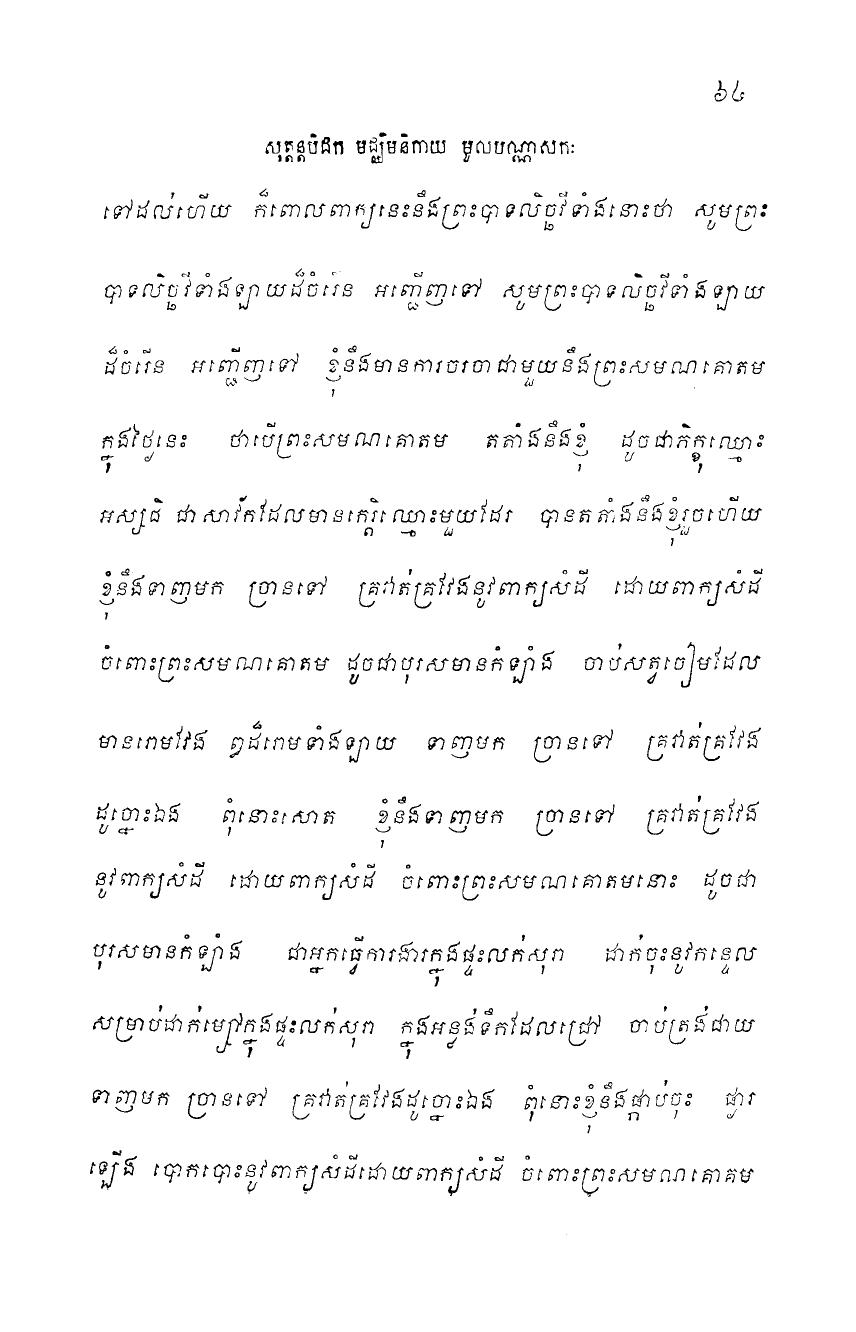 ៦៤
សុត្តន្តបិដក មជ្ឈិមនិកាយ មូលបណ្ណាសកៈ
ទៅដល់ហើយ ក៏ពោលពាក្យនេះនឹងព្រះបាទលិច្ឆវីទាំងនោះថា សូមព្រះ
បាទលិច្ឆវីទាំងឡាយដ៏ចំរើន អញ្ជើញទៅ សូមព្រះបាទលិច្ឆវីទាំងឡាយ
ដ៏ចំរើន អញ្ជើញទៅ ខ្ញុំនឹងមានការចរចាជាមួយនឹងព្រះសមណគោតម
ក្នុងថ្ងៃនេះ ថាបើព្រះសមណគោតម តតាំងនឹងខ្ញុំ ដូចជាភិក្ខុឈ្មោះ
អស្សជិ ជាសាវ័កដែលមានកេរ្តិ៍ឈ្មោះមួយដែរ បានតតាំងនឹងខ្ញុំរួចហើយ
ខ្ញុំនឹងទាញមក ច្រានទៅ គ្រវាត់គ្រវែងនូវពាក្យសំដី ដោយពាក្យសំដី
ចំពោះព្រះសមណគោតម ដូចជាបុរសមានកំឡាំង ចាប់សត្វចៀមដែល
មានរោមវែង ឰដ៏រោមទាំងឡាយ ទាញមក ច្រានទៅ គ្រវាត់គ្រវែង
ដូច្នោះឯង ពុំនោះសោត ខ្ញុំនឹងទាញមក ច្រានទៅ គ្រវាត់គ្រវែង
នូវពាក្យសំដី ដោយពាក្យសំដី ចំពោះព្រះសមណគោតមនោះ ដូចជា
បុរសមានកំឡាំង ជាអ្នកធ្វើការងារក្នុងផ្ទះលក់សុរា ដាក់ចុះនូវកន្ទេល
សម្រាប់ដាក់ម្សៅក្នុងផ្ទះលក់សុរា ក្នុងអន្លង់ទឹកដែលជ្រៅ ចាប់ត្រង់ជាយ
ទាញមក ច្រានទៅ គ្រវាត់គ្រវែងដូច្នោះឯង ពុំនោះខ្ញុំនឹងផ្កាប់ចុះ ផ្ងារ
ឡើង បោកបោះនូវពាក្យសំដីដោយពាក្យសំដី ចំពោះព្រះសមណគោគម